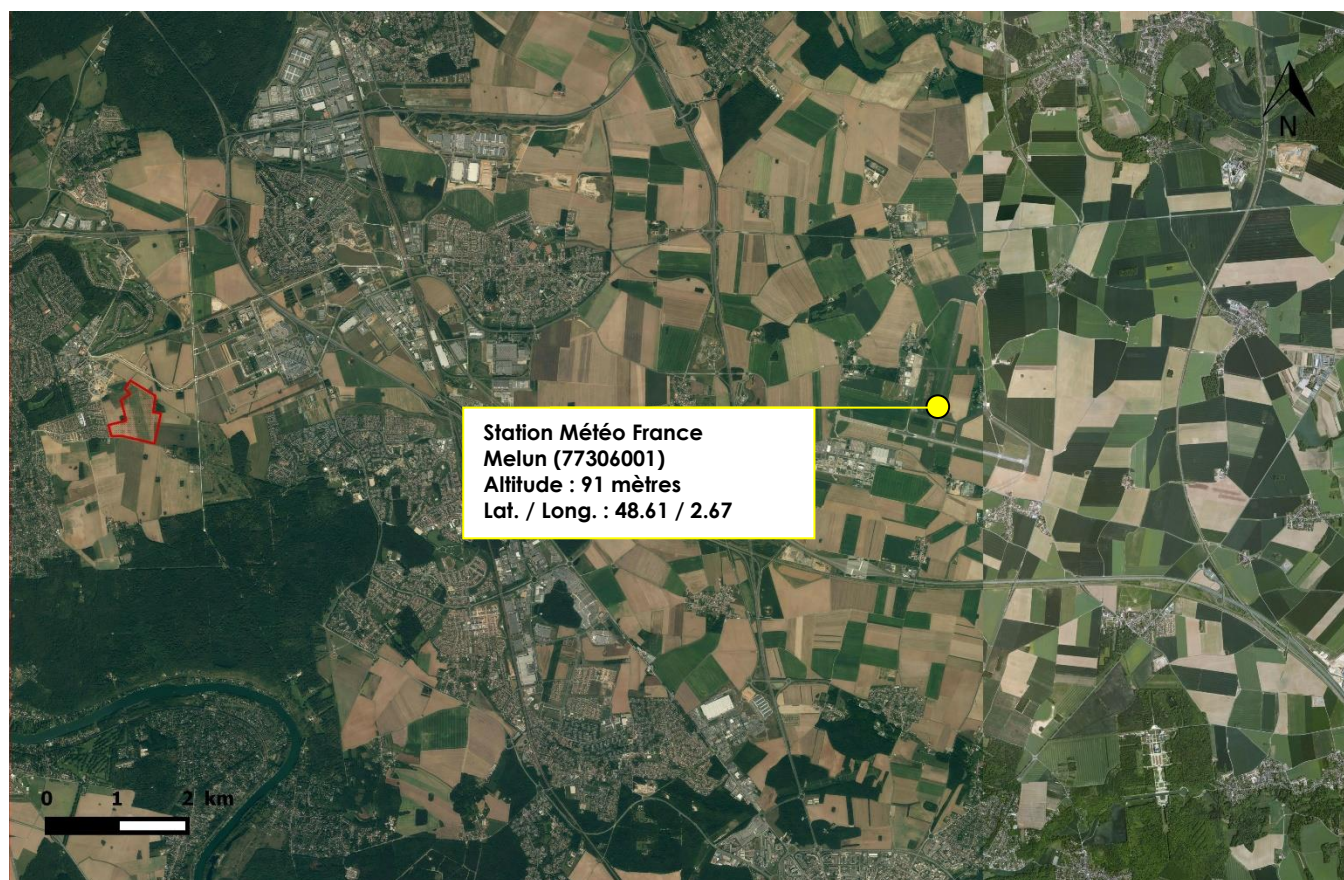 N
Station Météo France
Melun (77306001)
Altitude : 91 mètres
Lat. / Long. : 48.61 / 2.67
0 1 2 km